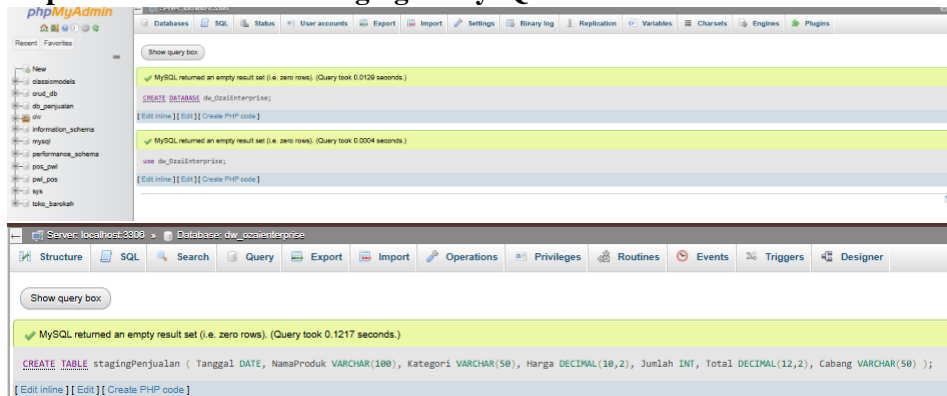 phpMyAdmin
Recent Favorites
New
classicmodels
crud_db
db_penjualan
dw
information_schema
mysql
performance_schema
pos_pwl
pwl_pos
sys
toko_barokah
Databases SQL Status User accounts Export Import Settings Binary log Replication Variables Charsets Engines Plugins
Show query box
MySQL returned an empty result set (i.e. zero rows). (Query took 0.0129 seconds.)
CREATE DATABASE dw_OzaiEnterprise;
[ Edit inline ] [ Edit ] [ Create PHP code ]
MySQL returned an empty result set (i.e. zero rows). (Query took 0.0004 seconds.)
use dw_OzaiEnterprise;
[ Edit inline ] [ Edit ] [ Create PHP code ]
Server: localhost:3306 » Database: dw_ozaienterprise
Structure SQL Search Query Export Import Operations Privileges Routines Events Triggers Designer
Show query box
MySQL returned an empty result set (i.e. zero rows). (Query took 0.1217 seconds.)
CREATE TABLE stagingPenjualan ( Tanggal DATE, NamaProduk VARCHAR(100), Kategori VARCHAR(50), Harga DECIMAL(10,2), Jumlah INT, Total DECIMAL(12,2), Cabang VARCHAR(50) );
[ Edit inline ] [ Edit ] [ Create PHP code ]